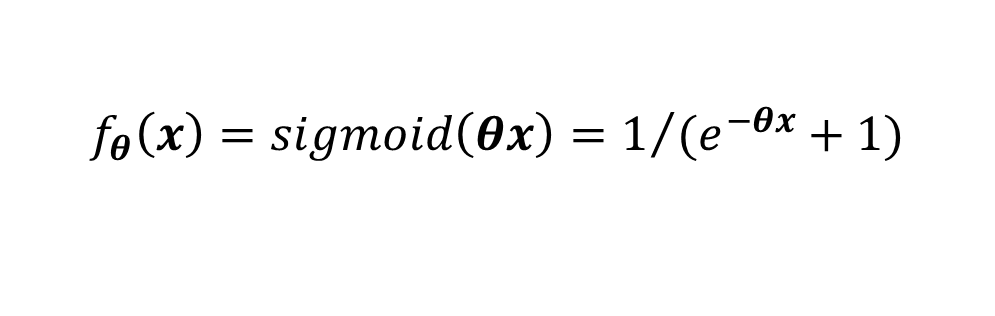 f_θ(x) = sigmoid(θx) = 1/(e^{−θx} + 1)